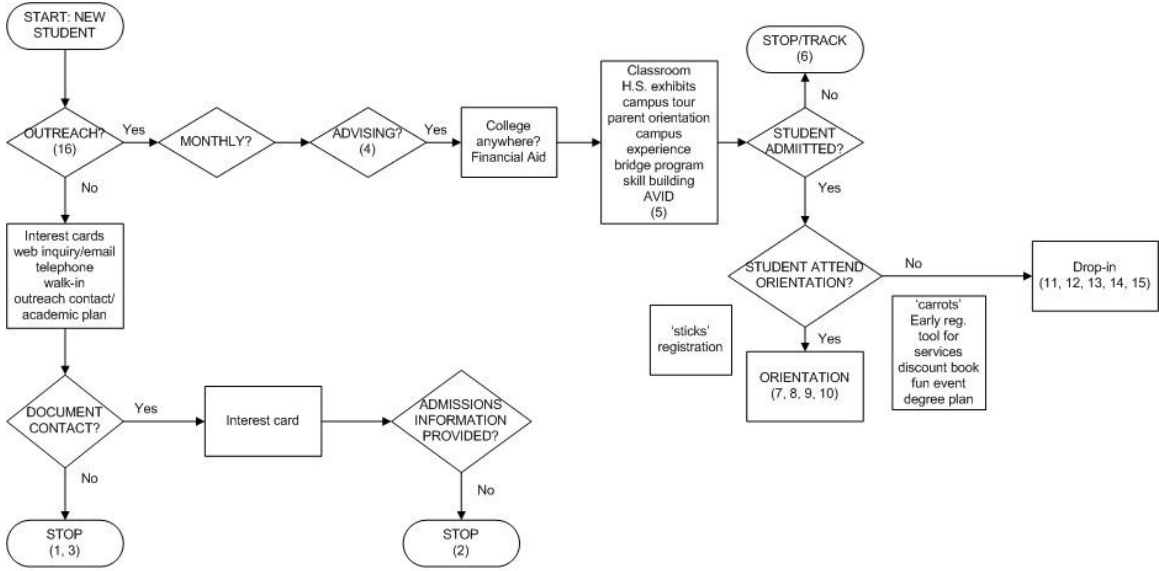 START: NEW
STUDENT
OUTREACH?
(16)
Yes
MONTHLY?
ADVISING?
(4)
Yes
College
anywhere?
Financial Aid
Classroom
H.S. exhibits
campus tour
parent orientation
campus
experience
bridge program
skill building
AVID
(5)
STOP/TRACK
(6)
No
STUDENT
ADMIITTED?
Yes
No
Interest cards
web inquiry/email
telephone
walk-in
outreach contact/
academic plan
STUDENT ATTEND
ORIENTATION?
No
Drop-in
(11, 12, 13, 14, 15)
'sticks'
registration
Yes
'carrots'
Early reg.
tool for
services
discount book
fun event
degree plan
ORIENTATION
(7, 8, 9, 10)
DOCUMENT
CONTACT?
Yes
Interest card
ADMISSIONS
INFORMATION
PROVIDED?
No
STOP
(1, 3)
No
STOP
(2)